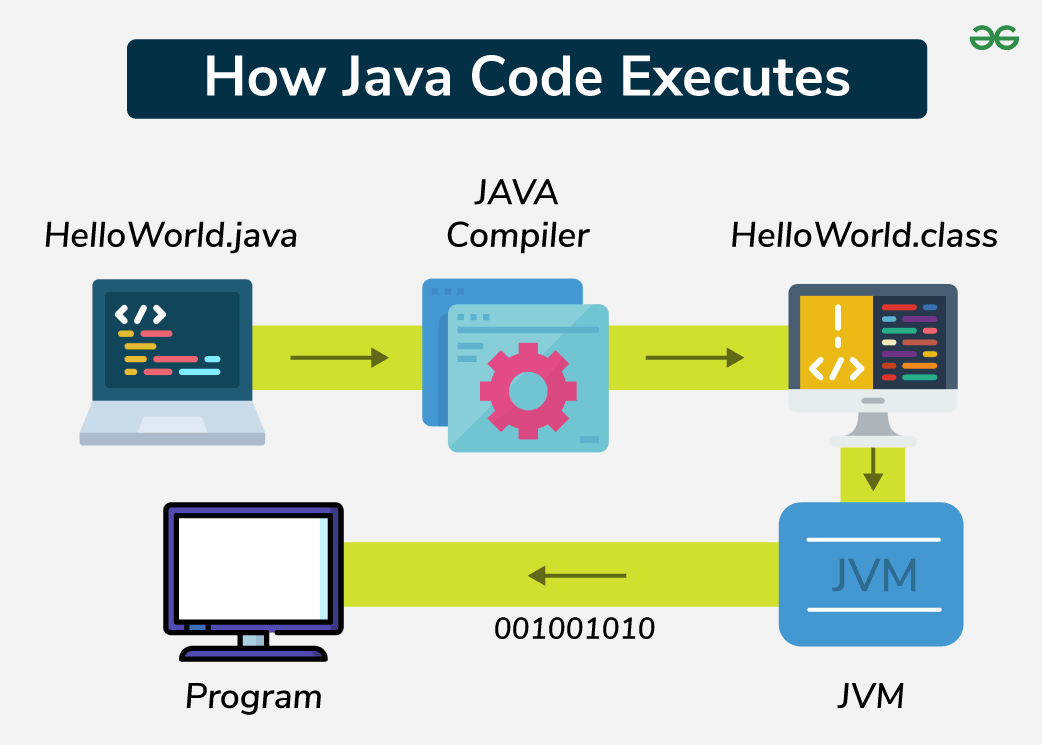 How Java Code Executes
HelloWorld.java
JAVA
Compiler
HelloWorld.class
</>
</>
JVM
001001010
Program
JVM